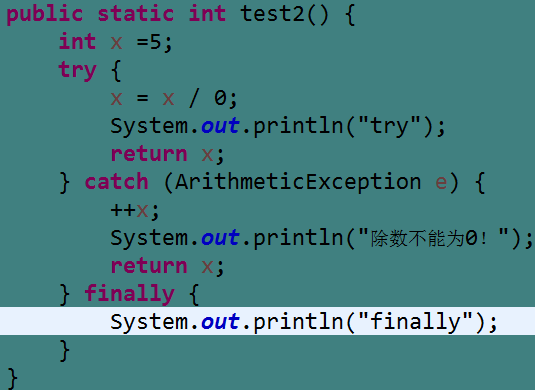 public static int test2() {
    int x =5;
    try {
        x = x / 0;
        System.out.println("try");
        return x;
    } catch (ArithmeticException e) {
        ++x;
        System.out.println("除数不能为0！");
        return x;
    } finally {
        System.out.println("finally");
    }
}